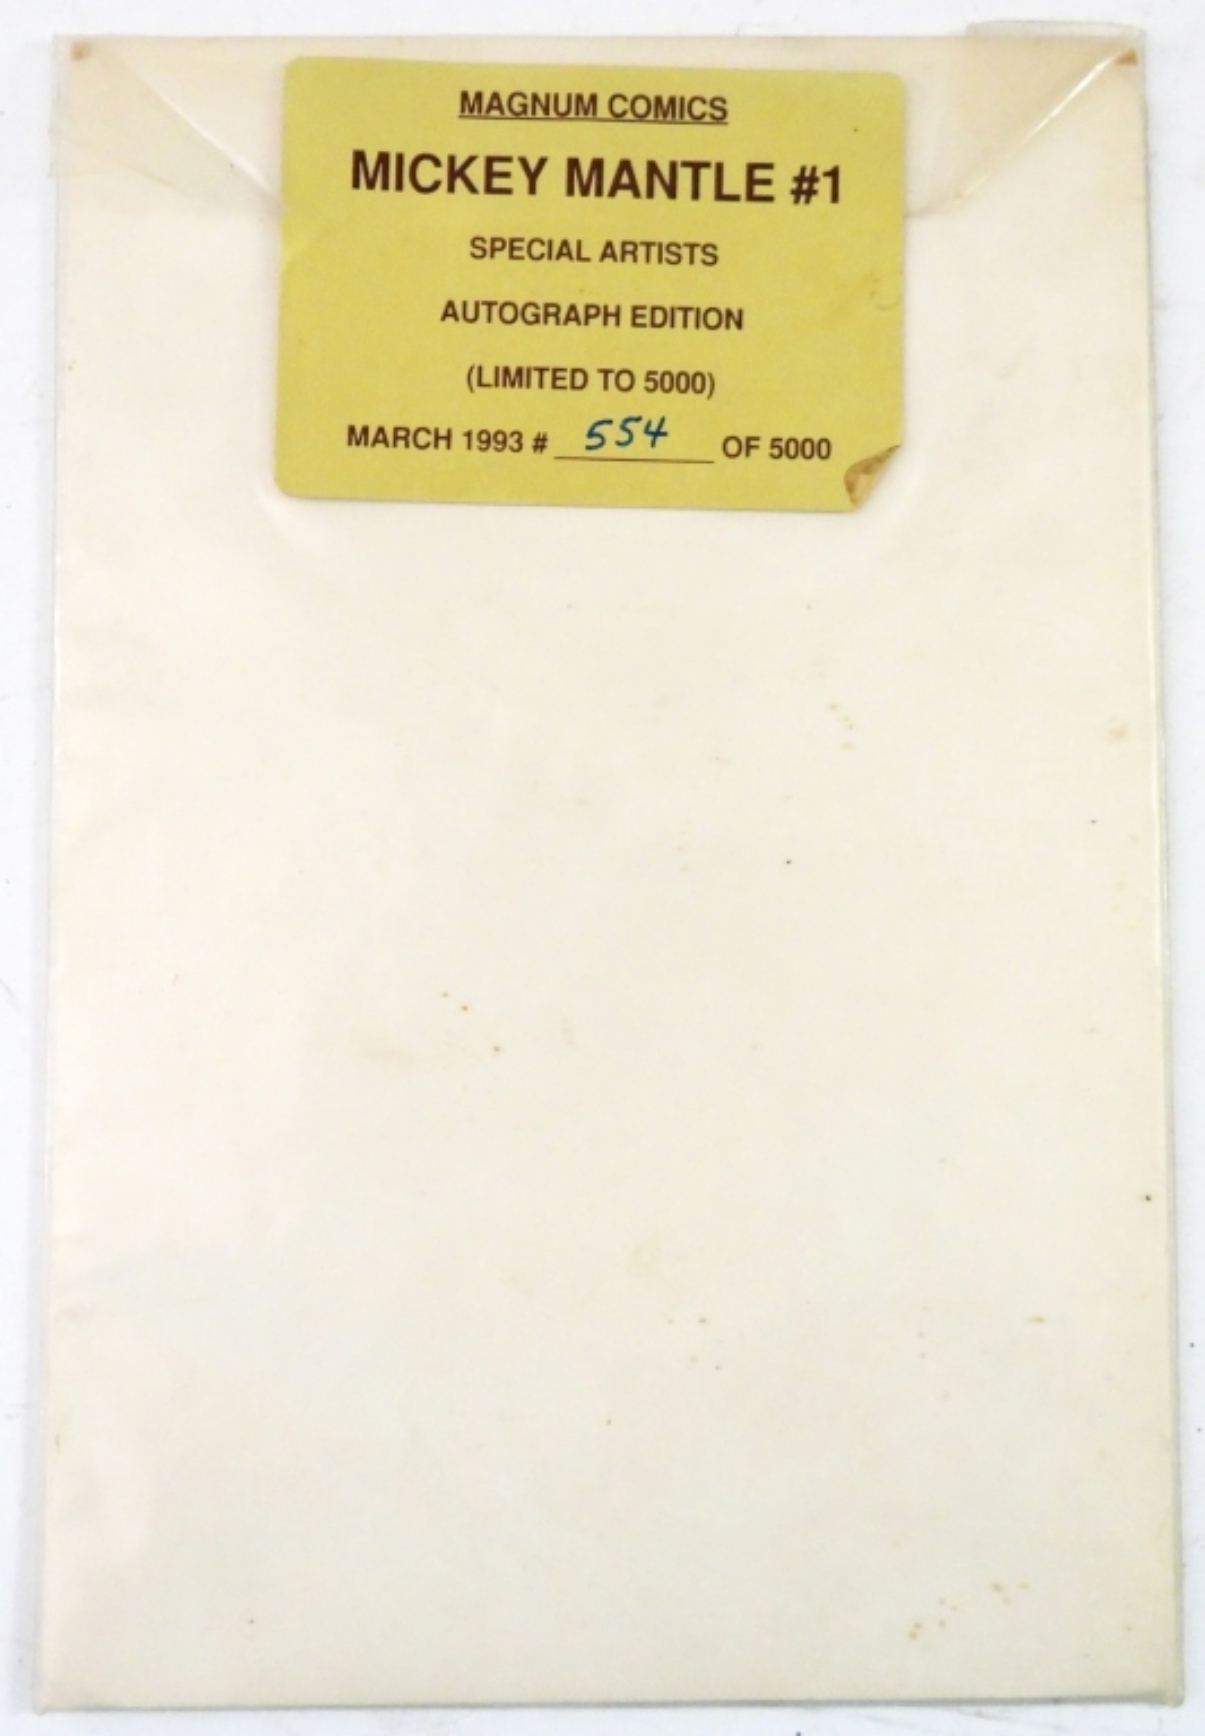 MAGNUM COMICS
MICKEY MANTLE #1
SPECIAL ARTISTS
AUTOGRAPH EDITION
(LIMITED TO 5000)
MARCH 1993 # 554 OF 5000